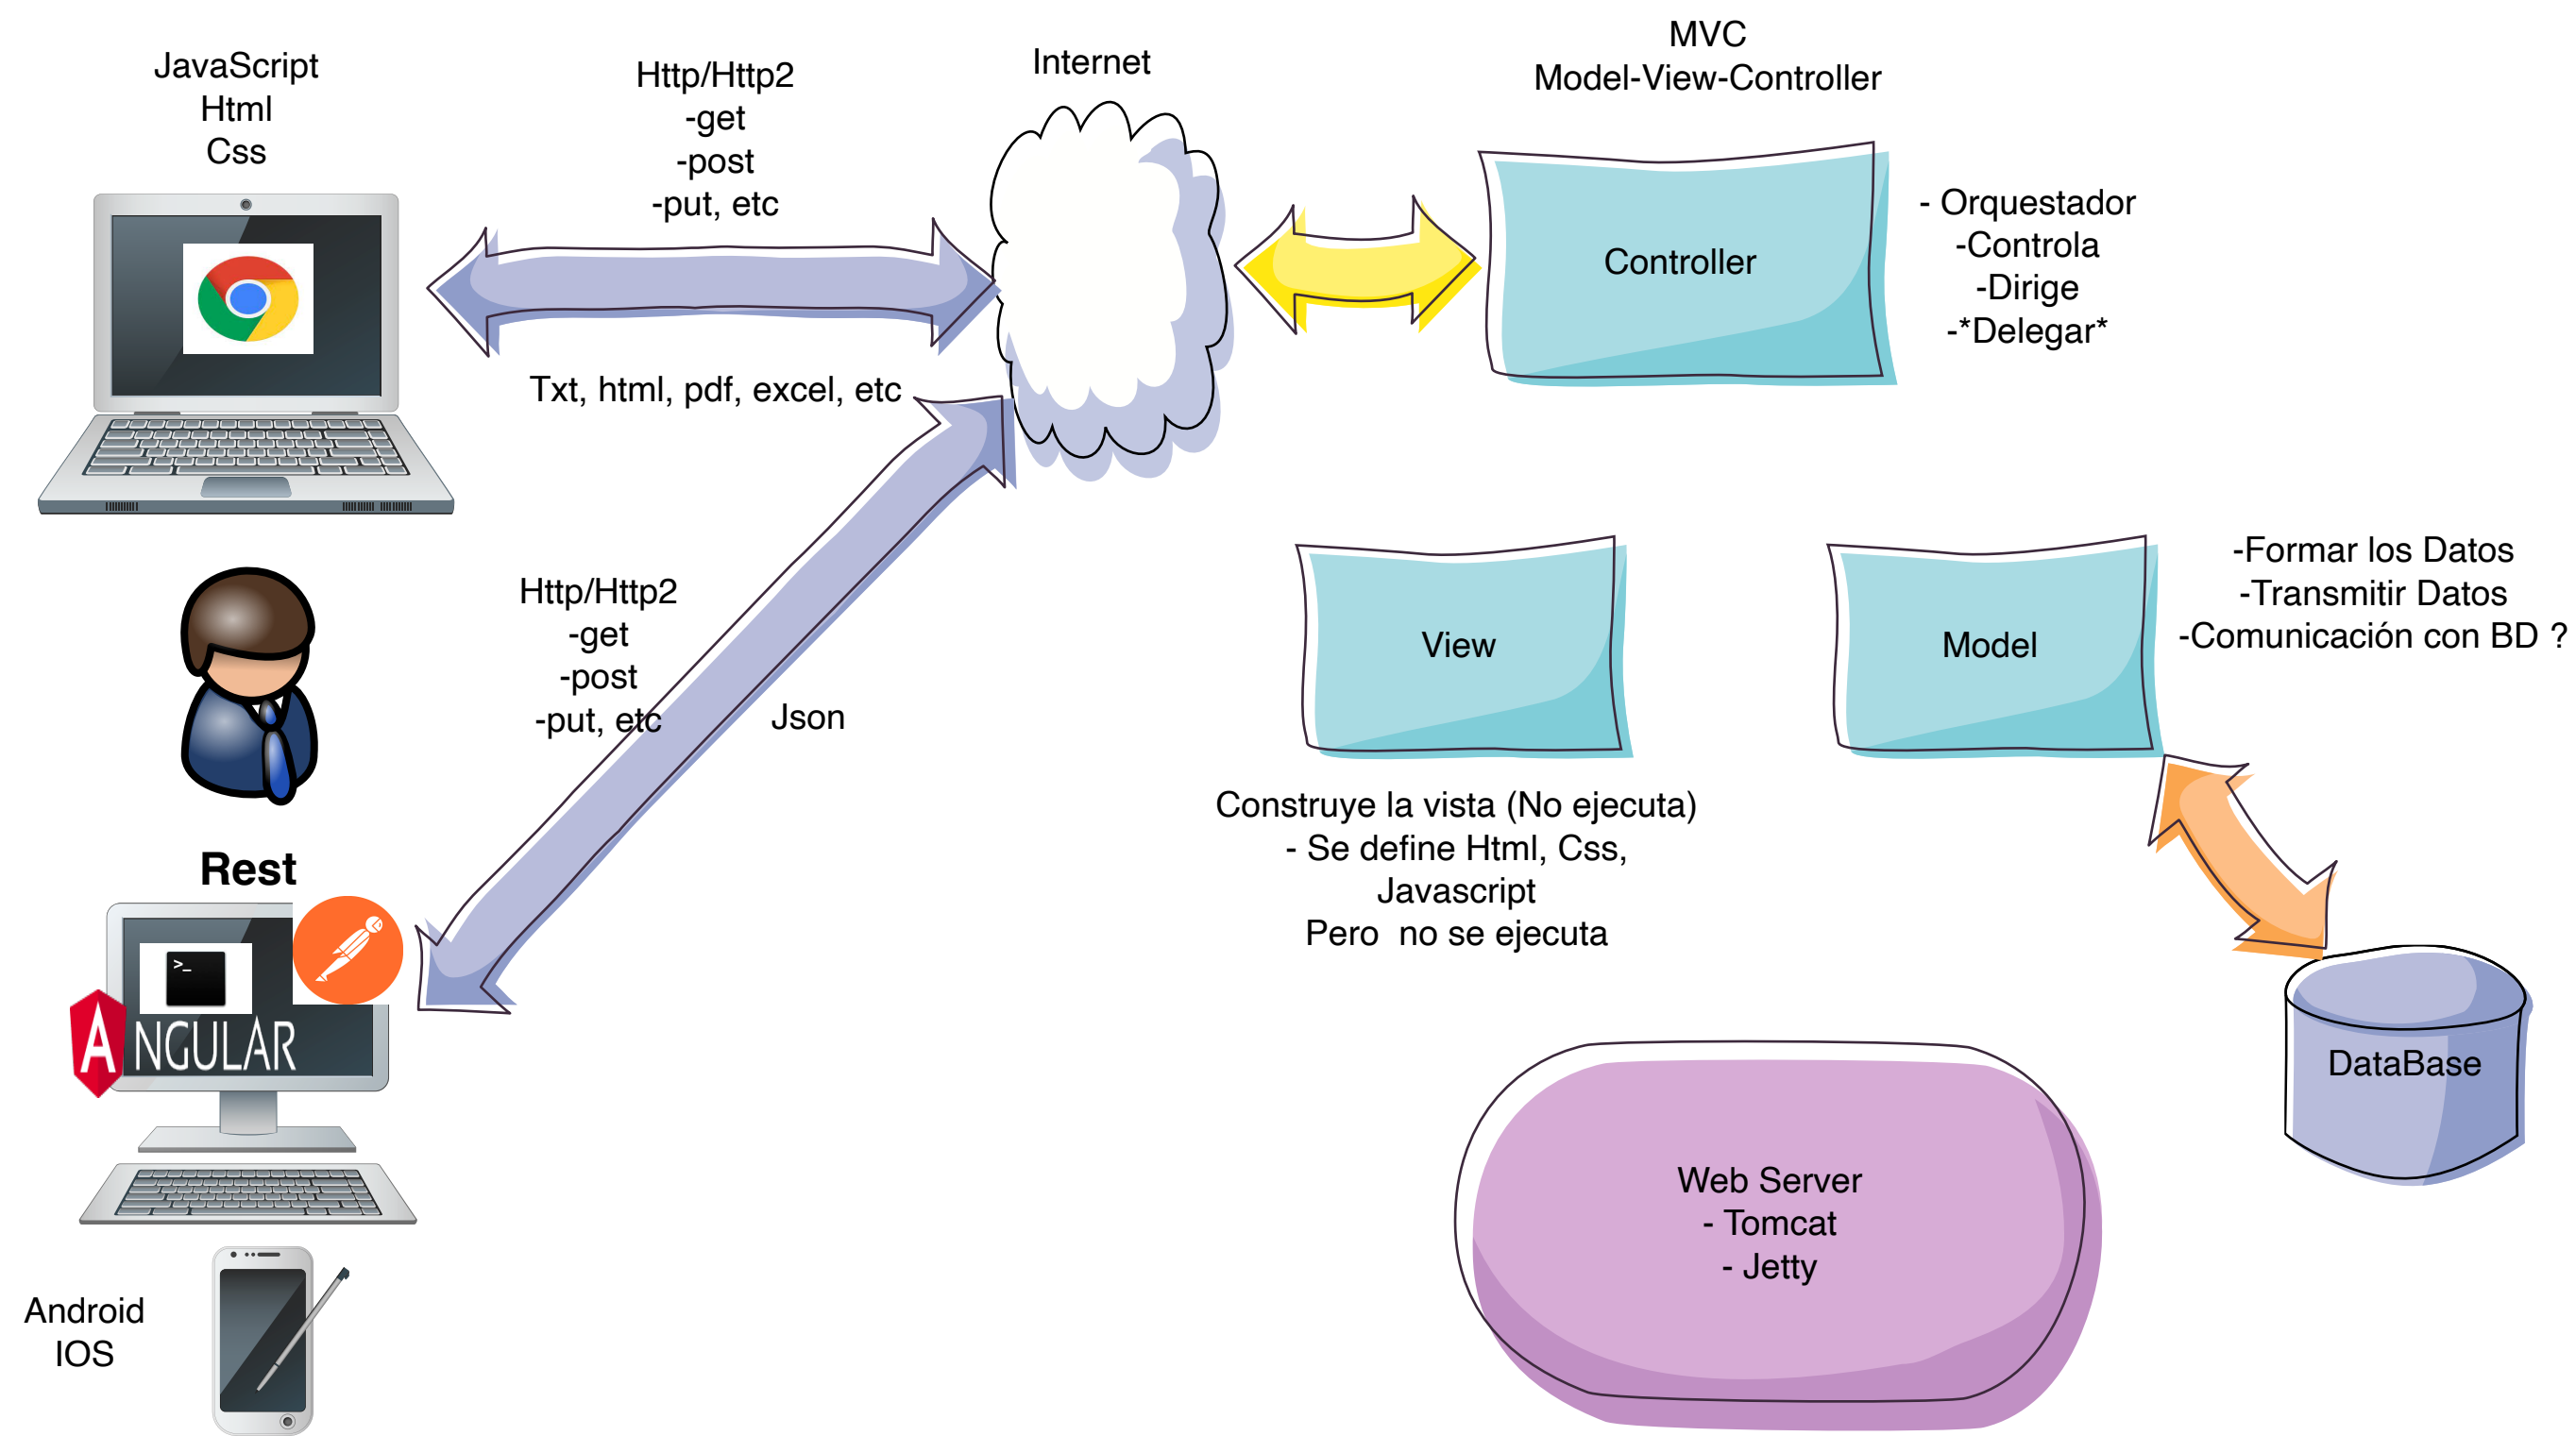 JavaScript
Html
Css
Http/Http2
-get
-post
-put, etc
Txt, html, pdf, excel, etc
Internet
MVC
Model-View-Controller
Controller
- Orquestador
-Controla
-Dirige
-*Delegar*
Http/Http2
-get
-post
-put, etc
Json
View
Construye la vista (No ejecuta)
- Se define Html, Css,
Javascript
Pero no se ejecuta
Model
-Formar los Datos
-Transmitir Datos
-Comunicación con BD ?
DataBase
Rest
>_
ANGULAR
Android
IOS
Web Server
- Tomcat
- Jetty